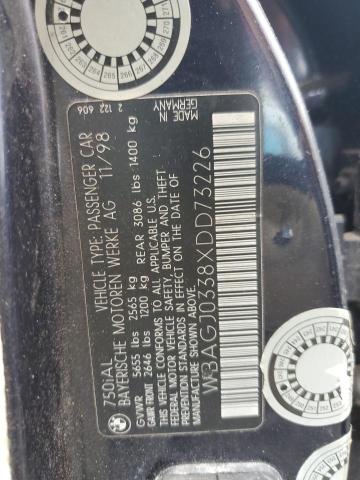 750iAL
VEHICLE TYPE: PASSENGER CAR
BAYERISCHE MOTOREN WERKE AG 11/98
GVWR 5655 lbs 2565 kg
GAWR FRONT 2646 lbs 1200 kg REAR 3086 lbs 1400 kg
THIS VEHICLE CONFORMS TO ALL APPLICABLE U.S.
FEDERAL MOTOR VEHICLE SAFETY, BUMPER AND THEFT
PREVENTION STANDARDS IN EFFECT ON THE DATE OF
MANUFACTURE SHOWN ABOVE.
WBAGJ0338XDD73226
2 122 606
MADE IN
GERMANY